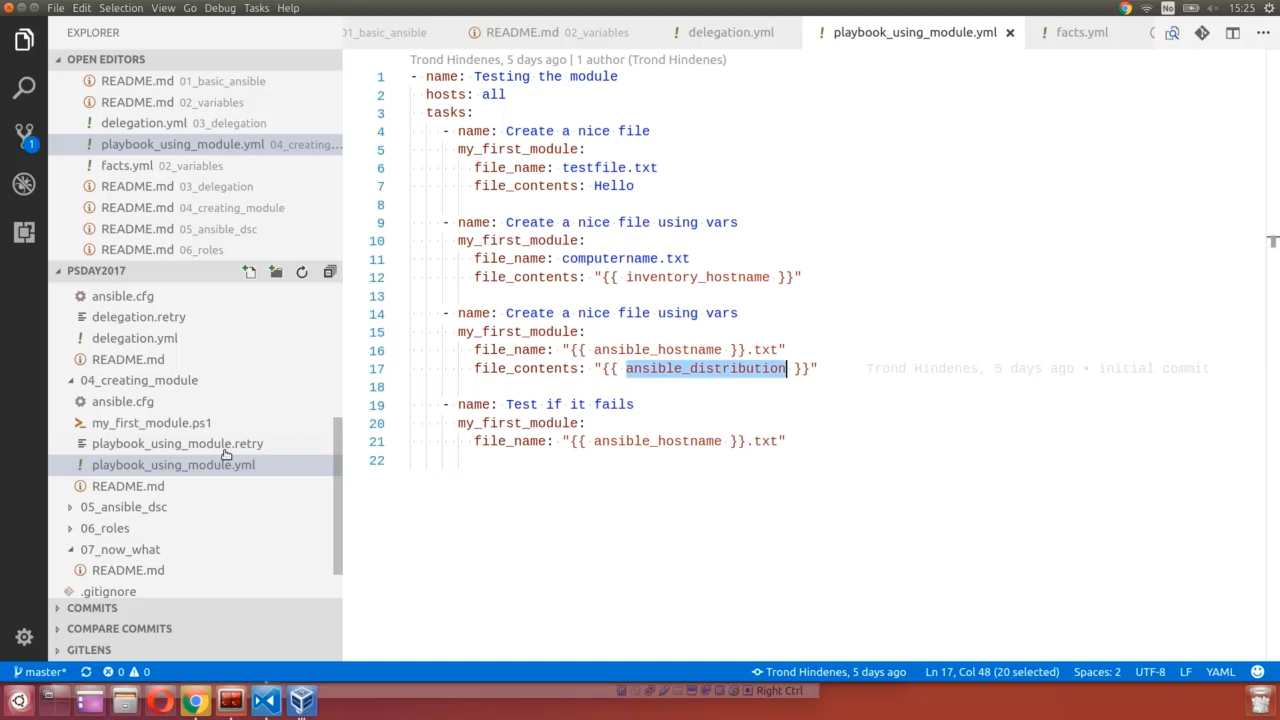 File Edit Selection View Go Debug Tasks Help
No
15:25
EXPLORER
OPEN EDITORS
README.md 01_basic_ansible
README.md 02_variables
delegation.yml 03_delegation
playbook_using_module.yml 04_creating...
facts.yml 02_variables
README.md 03_delegation
README.md 04_creating_module
README.md 05_ansible_dsc
README.md 06_roles
PSDAY2017
ansible.cfg
delegation.retry
delegation.yml
README.md
04_creating_module
ansible.cfg
my_first_module.ps1
playbook_using_module.retry
playbook_using_module.yml
README.md
05_ansible_dsc
06_roles
07_now_what
README.md
.gitignore
COMMITS
COMPARE COMMITS
GITLENS
1
01_basic_ansible
README.md 02_variables
delegation.yml
playbook_using_module.yml
facts.yml
Trond Hindenes, 5 days ago | 1 author (Trond Hindenes)
1 - name: Testing the module
2 hosts: all
3 tasks:
4 - name: Create a nice file
5 my_first_module:
6 file_name: testfile.txt
7 file_contents: Hello
8
9 - name: Create a nice file using vars
10 my_first_module:
11 file_name: computername.txt
12 file_contents: "{{ inventory_hostname }}"
13
14 - name: Create a nice file using vars
15 my_first_module:
16 file_name: "{{ ansible_hostname }}.txt"
17 file_contents: "{{ ansible_distribution }}" Trond Hindenes, 5 days ago • initial commit
18
19 - name: Test if it fails
20 my_first_module:
21 file_name: "{{ ansible_hostname }}.txt"
22
master* 0 0
Trond Hindenes, 5 days ago
Ln 17, Col 48 (20 selected)
Spaces: 2
UTF-8
LF
YAML
Right Ctrl